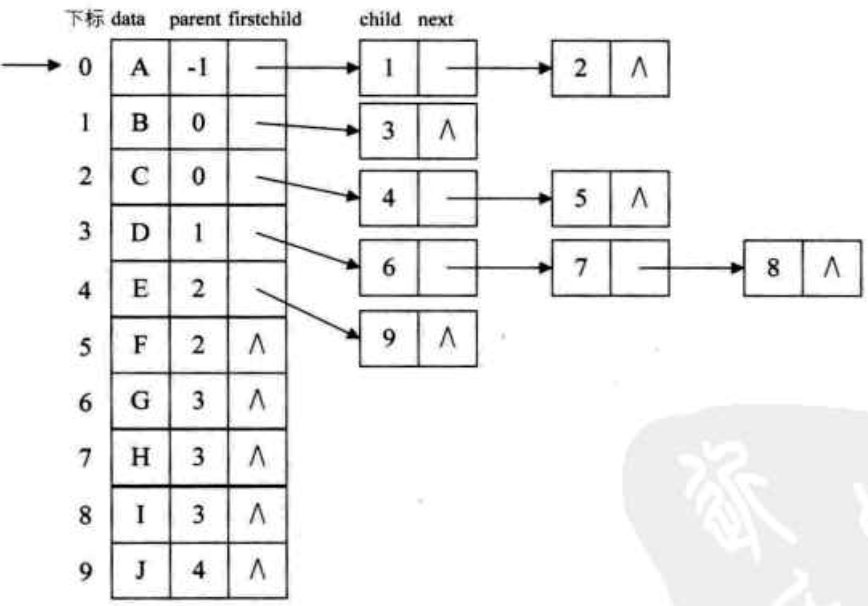 下标 data parent firstchild child next
0 A -1 1 2 Λ
1 B 0 3 Λ
2 C 0 4 5 Λ
3 D 1 6 7 8 Λ
4 E 2 9 Λ
5 F 2 Λ
6 G 3 Λ
7 H 3 Λ
8 I 3 Λ
9 J 4 Λ